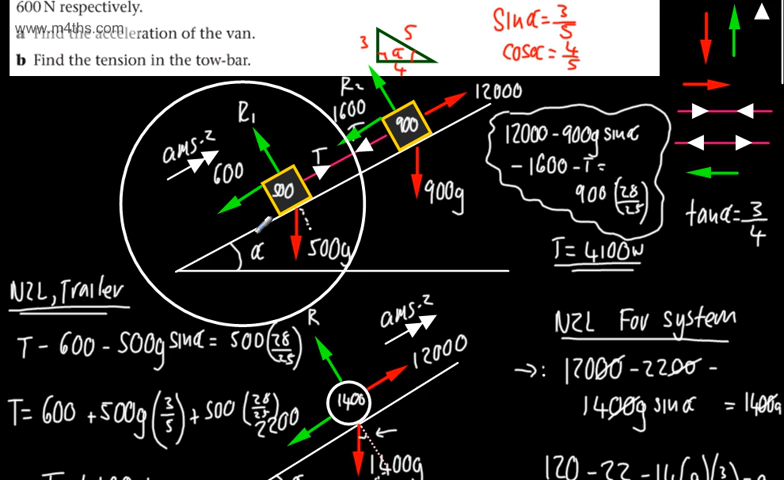 600 N respectively.
www.m4ths.com
a Find the acceleration of the van.
b Find the tension in the tow-bar.
3 5 α 4
Sinα = 3/5
cosα = 4/5
R₂
12000
1600
T
900
900g
R₁
ams⁻²
600
T
500
500g
α
12000 - 900g sinα
- 1600 - T =
900 (28/25)
T = 4100N
tanα = 3/4
N2L, Trailer
T - 600 - 500g sinα = 500(28/25)
T = 600 + 500g(3/5) + 500(28/25)
R
ams⁻²
12000
1400
2200
1400g
N2L For system
→: 12000 - 2200 -
1400g sinα = 1400a